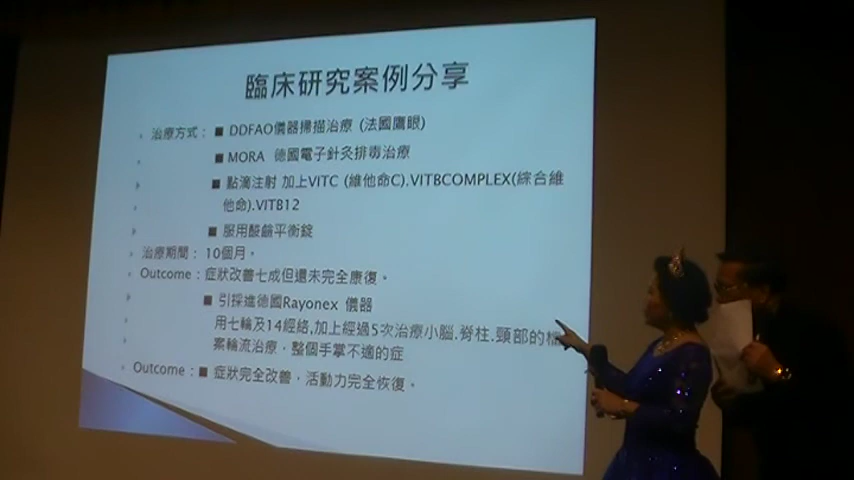 臨床研究案例分享
治療方式： ■ DDFAO儀器掃描治療 (法國鷹眼)
■ MORA 德國電子針灸排毒治療
■ 點滴注射 加上VITC (維他命C).VITBCOMPLEX(綜合維
他命).VITB12
■ 服用酸鹼平衡錠
治療期間： 10個月。
Outcome：症狀改善七成但還未完全康復。
■ 引採進德國Rayonex 儀器
用七輪及14經絡,加上經過5次治療小腦.脊柱.頸部的檔
案輪流治療，整個手掌不適的症
Outcome：■ 症狀完全改善，活動力完全恢復。